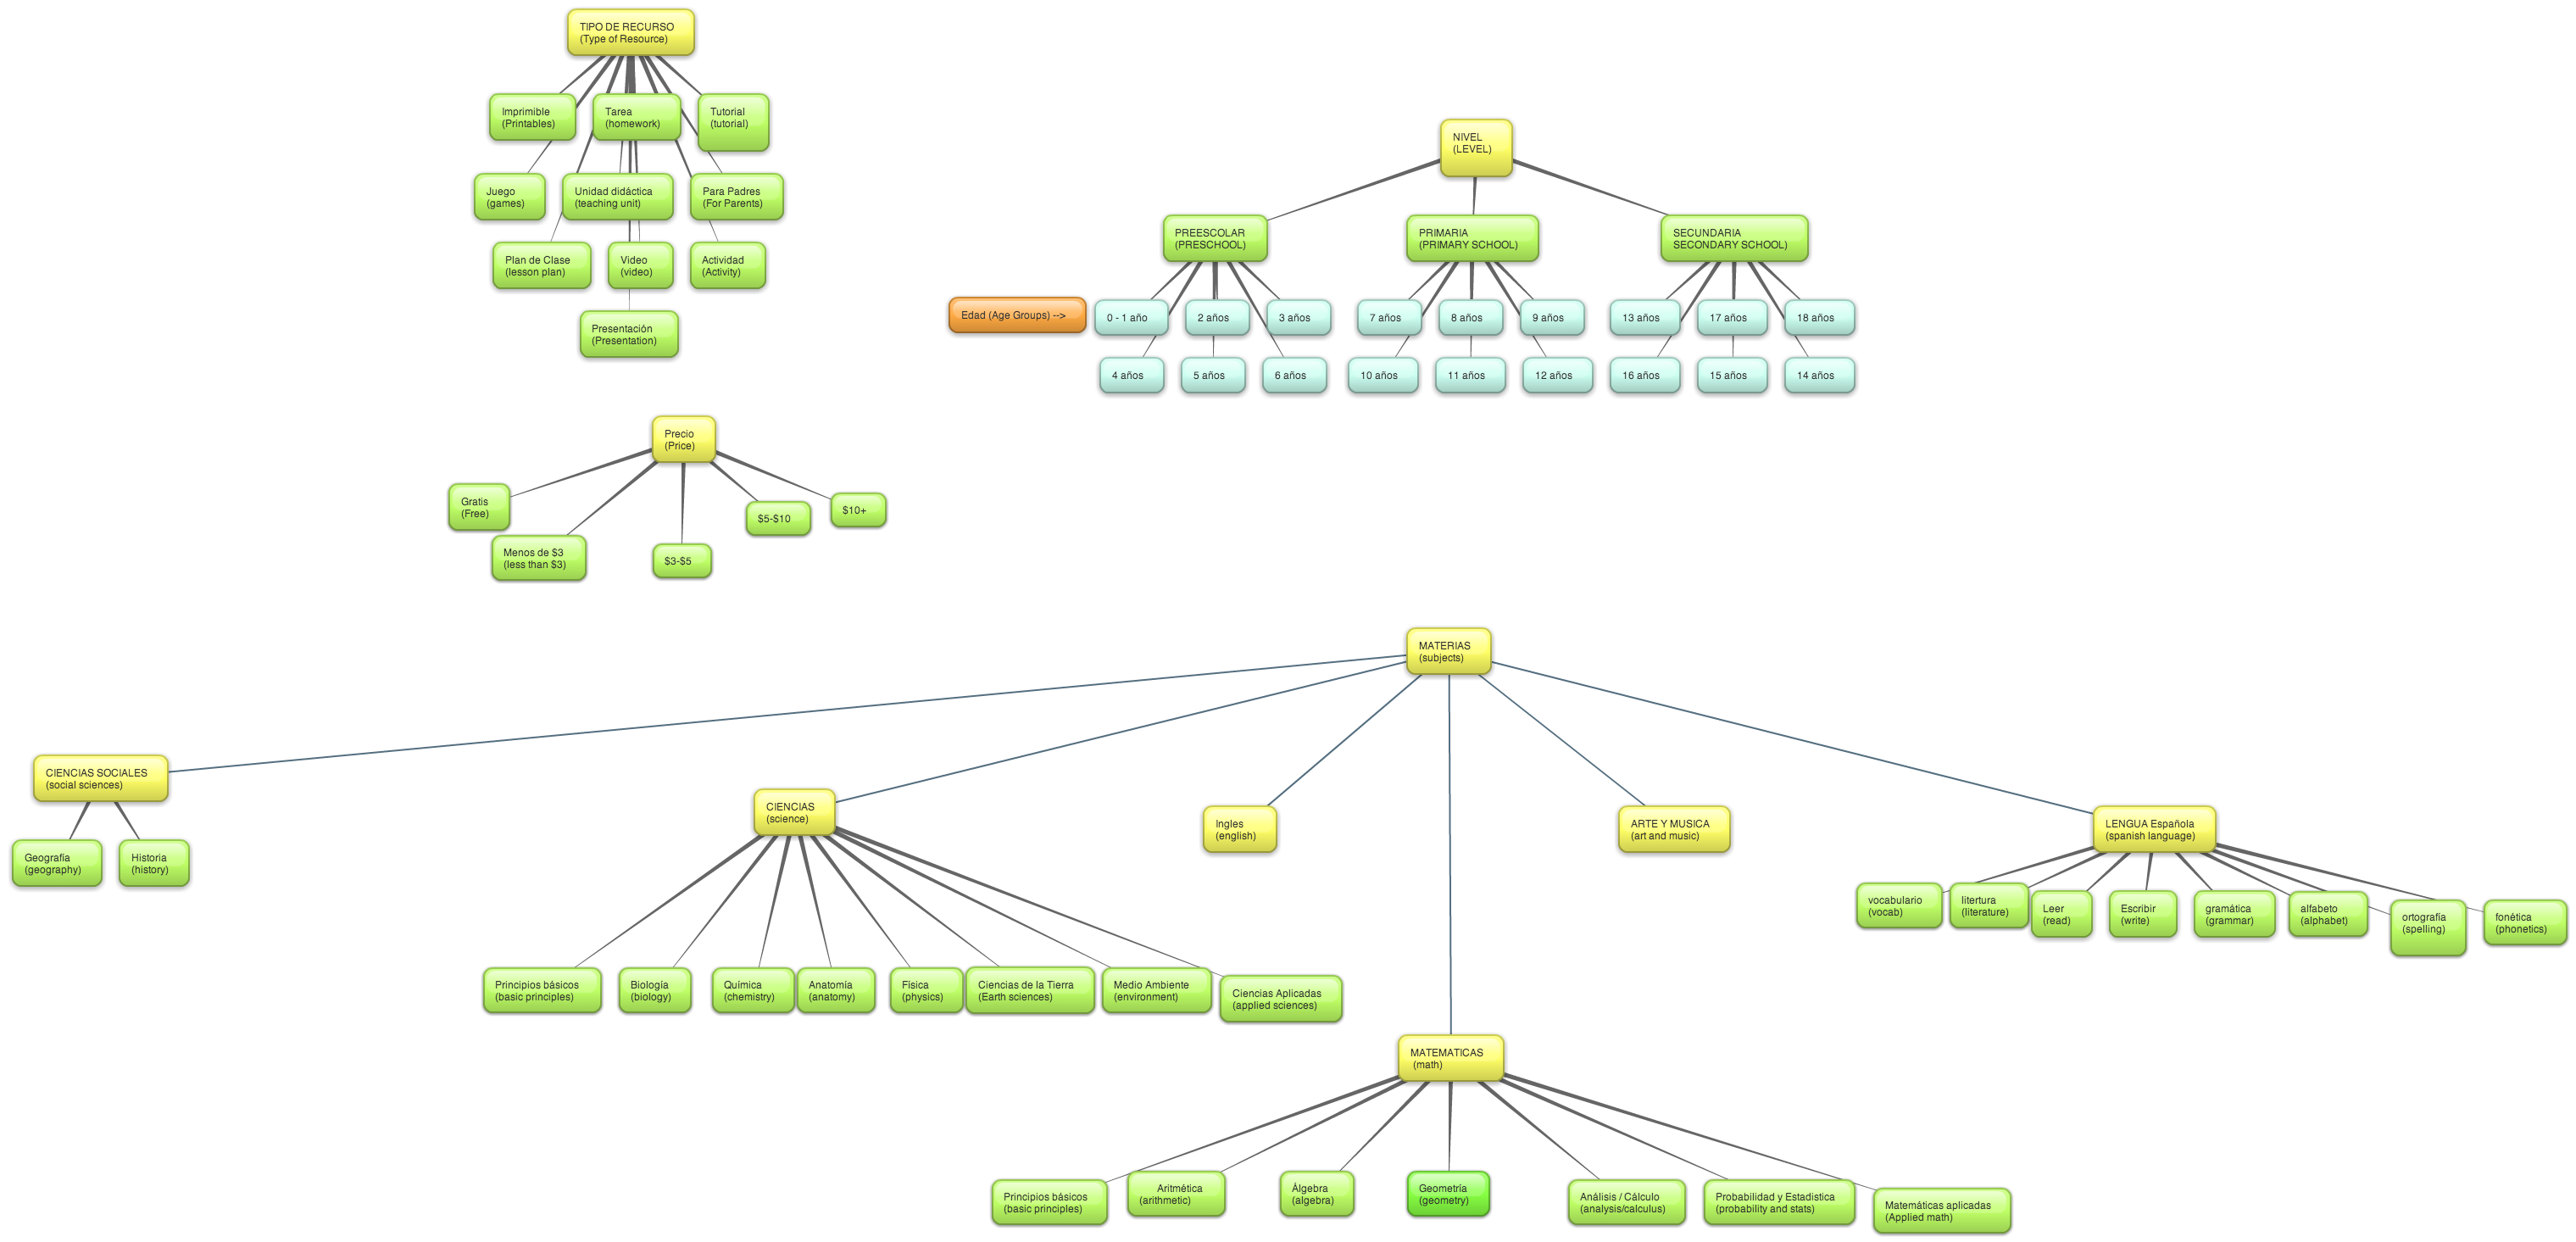 TIPO DE RECURSO
(Type of Resource)
Imprimible
(Printables)
Tarea
(homework)
Tutorial
(tutorial)
Juego
(games)
Unidad didáctica
(teaching unit)
Para Padres
(For Parents)
Plan de Clase
(lesson plan)
Video
(video)
Actividad
(Activity)
Presentación
(Presentation)
NIVEL
(LEVEL)
PREESCOLAR
(PRESCHOOL)
PRIMARIA
(PRIMARY SCHOOL)
SECUNDARIA
SECONDARY SCHOOL)
Edad (Age Groups) -->
0 - 1 año
2 años
3 años
7 años
8 años
9 años
13 años
17 años
18 años
4 años
5 años
6 años
10 años
11 años
12 años
16 años
15 años
14 años
Precio
(Price)
Gratis
(Free)
Menos de $3
(less than $3)
$3-$5
$5-$10
$10+
MATERIAS
(subjects)
CIENCIAS SOCIALES
(social sciences)
Geografía
(geography)
Historia
(history)
CIENCIAS
(science)
Principios básicos
(basic principles)
Biología
(biology)
Química
(chemistry)
Anatomía
(anatomy)
Física
(physics)
Ciencias de la Tierra
(Earth sciences)
Medio Ambiente
(environment)
Ciencias Aplicadas
(applied sciences)
Ingles
(english)
ARTE Y MUSICA
(art and music)
LENGUA Española
(spanish language)
vocabulario
(vocab)
litertura
(literature)
Leer
(read)
Escribir
(write)
gramática
(grammar)
alfabeto
(alphabet)
ortografía
(spelling)
fonética
(phonetics)
MATEMATICAS
(math)
Principios básicos
(basic principles)
Aritmética
(arithmetic)
Álgebra
(algebra)
Geometría
(geometry)
Análisis / Cálculo
(analysis/calculus)
Probabilidad y Estadistica
(probability and stats)
Matemáticas aplicadas
(Applied math)